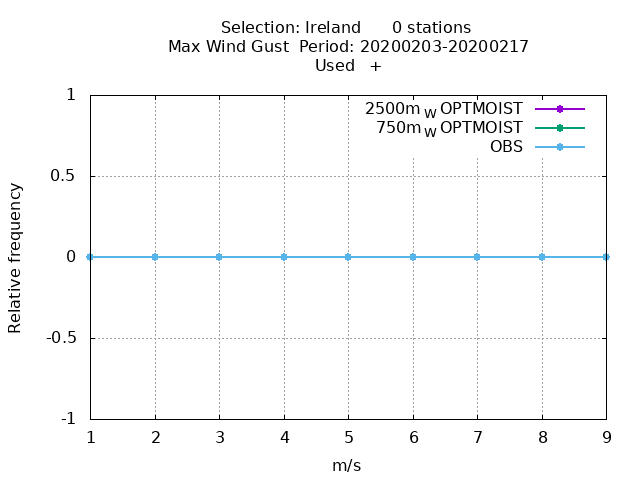 Selection: Ireland 0 stations
Max Wind Gust Period: 20200203-20200217
Used +
2500m W OPTMOIST
750m W OPTMOIST
OBS
Relative frequency
1
0.5
0
-0.5
-1
1 2 3 4 5 6 7 8 9
m/s